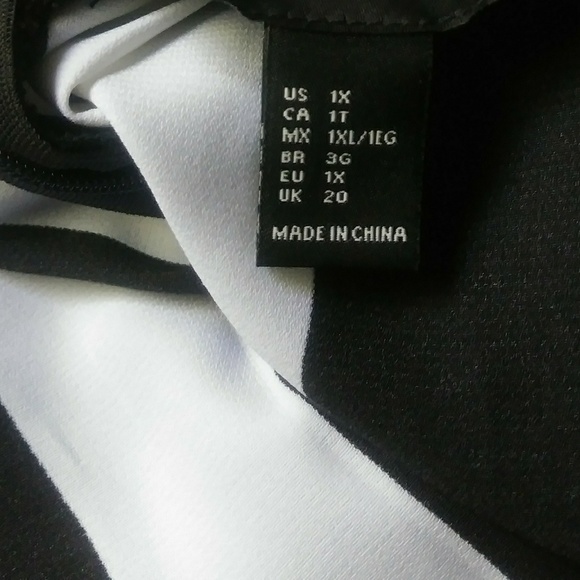 US 1X
CA 1T
MX 1XL/1EG
BR 3G
EU 1X
UK 20
MADE IN CHINA